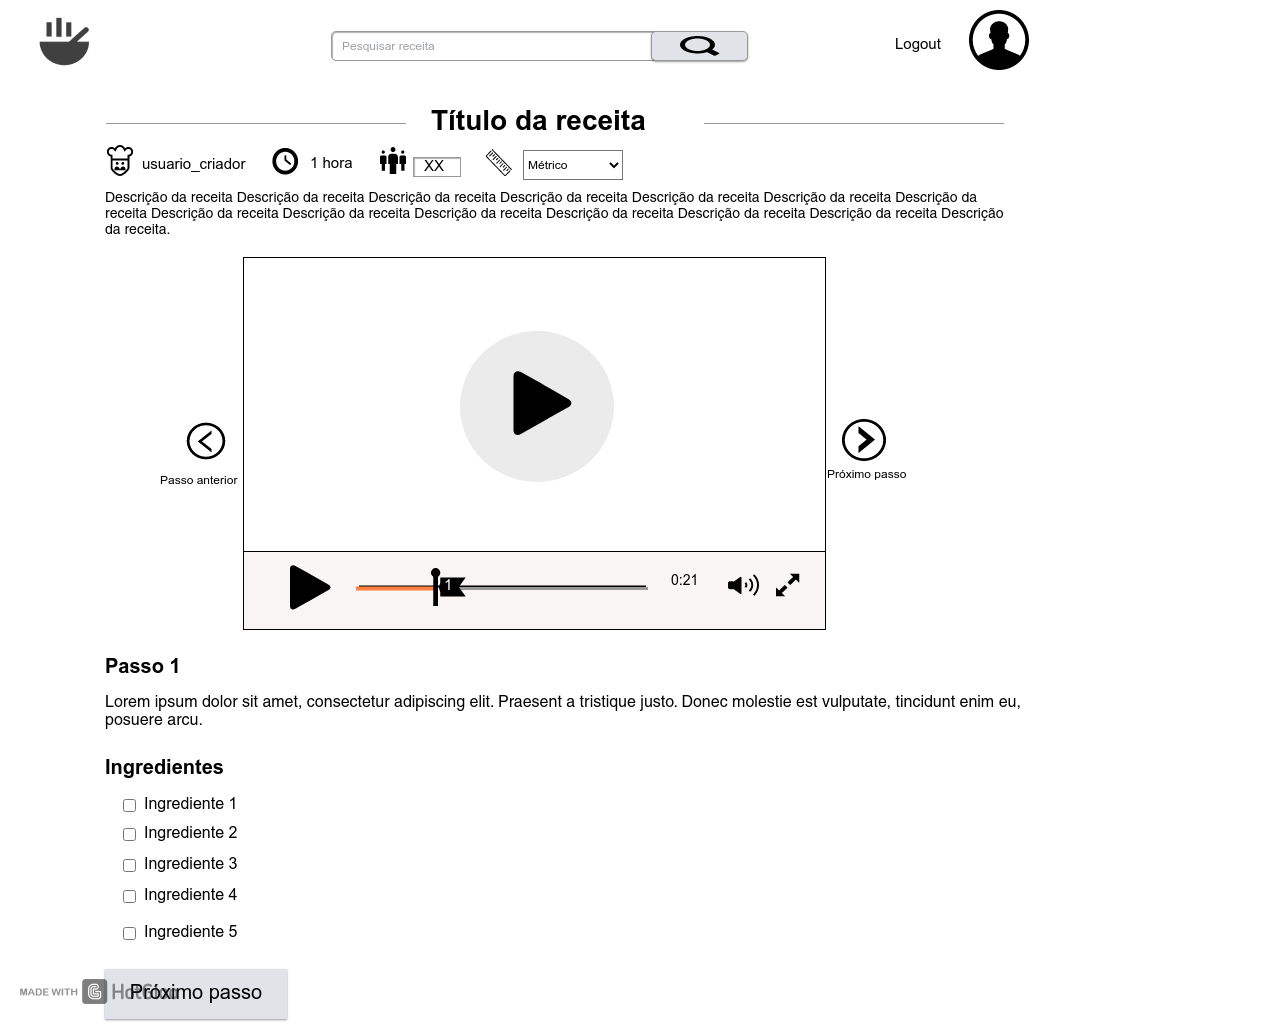 Pesquisar receita
Logout
Título da receita
usuario_criador
1 hora
XX
Métrico
Descrição da receita Descrição da receita Descrição da receita Descrição da receita Descrição da receita Descrição da receita Descrição da
receita Descrição da receita Descrição da receita Descrição da receita Descrição da receita Descrição da receita Descrição da receita Descrição
da receita.
Passo anterior
Próximo passo
1
0:21
Passo 1
Lorem ipsum dolor sit amet, consectetur adipiscing elit. Praesent a tristique justo. Donec molestie est vulputate, tincidunt enim eu,
posuere arcu.
Ingredientes
Ingrediente 1
Ingrediente 2
Ingrediente 3
Ingrediente 4
Ingrediente 5
MADE WITH
Próximo passo